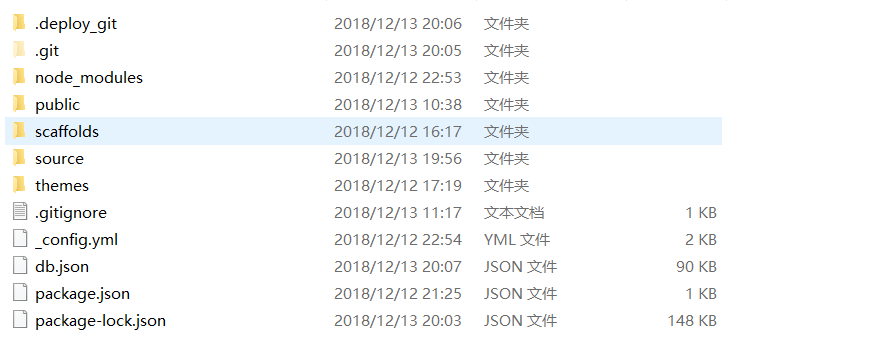 .deploy_git 2018/12/13 20:06 文件夹
.git 2018/12/13 20:05 文件夹
node_modules 2018/12/12 22:53 文件夹
public 2018/12/13 10:38 文件夹
scaffolds 2018/12/12 16:17 文件夹
source 2018/12/13 19:56 文件夹
themes 2018/12/12 17:19 文件夹
.gitignore 2018/12/13 11:17 文本文档 1 KB
_config.yml 2018/12/12 22:54 YML 文件 2 KB
db.json 2018/12/13 20:07 JSON 文件 90 KB
package.json 2018/12/12 21:25 JSON 文件 1 KB
package-lock.json 2018/12/13 20:03 JSON 文件 148 KB